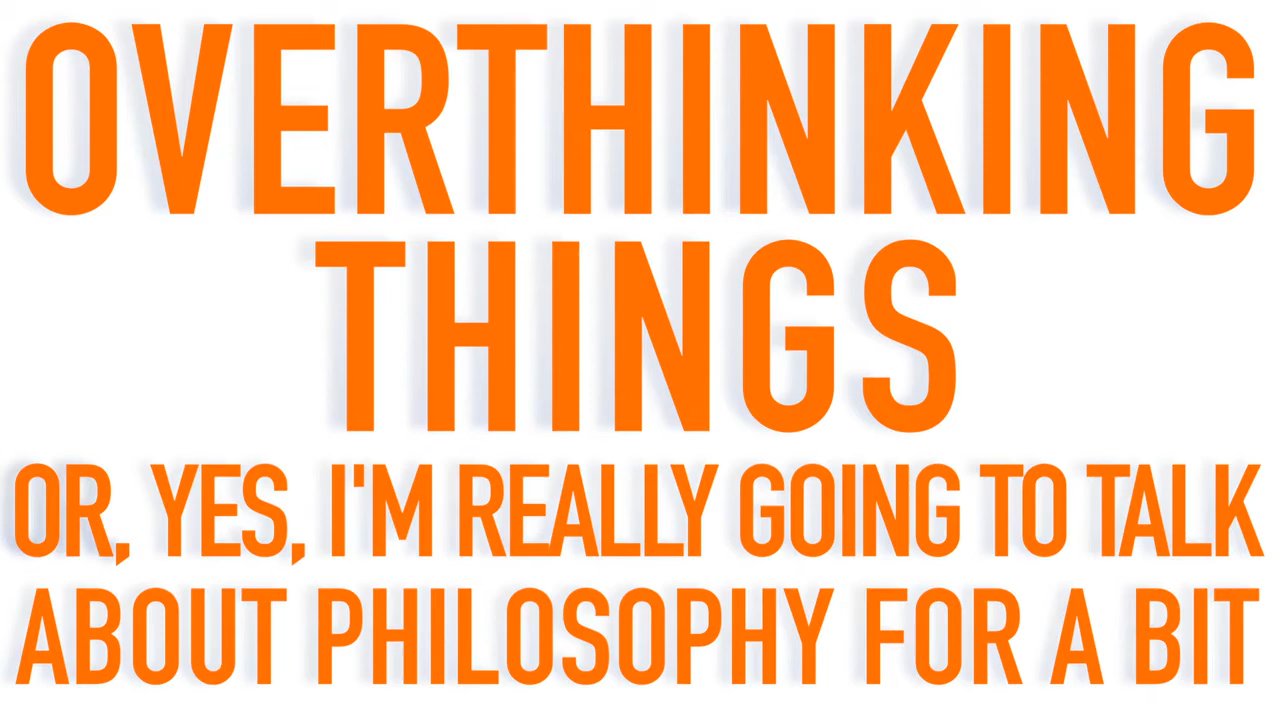 OVERTHINKING
THINGS
OR, YES, I'M REALLY GOING TO TALK
ABOUT PHILOSOPHY FOR A BIT